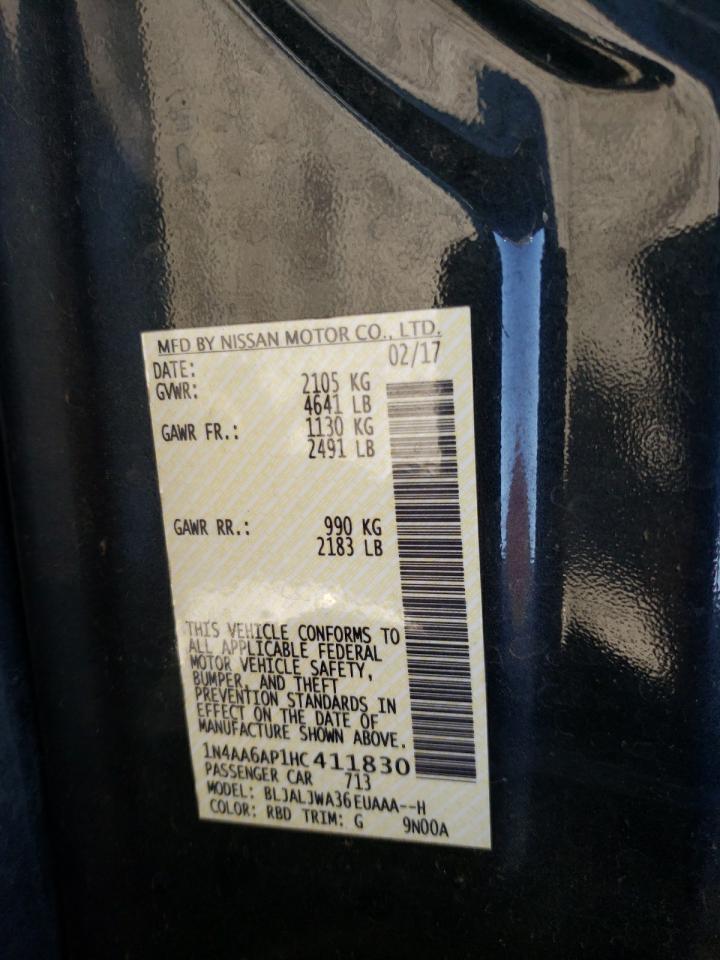 MFD BY NISSAN MOTOR CO., LTD.
DATE: 02/17
GVWR: 2105 KG
4641 LB
GAWR FR.: 1130 KG
2491 LB
GAWR RR.: 990 KG
2183 LB
THIS VEHICLE CONFORMS TO
ALL APPLICABLE FEDERAL
MOTOR VEHICLE SAFETY,
BUMPER, AND THEFT
PREVENTION STANDARDS IN
EFFECT ON THE DATE OF
MANUFACTURE SHOWN ABOVE.
1N4AA6AP1HC411830
PASSENGER CAR 713
MODEL: BLJALJWA36EUAAA--H
COLOR: RBD TRIM: G 9N00A